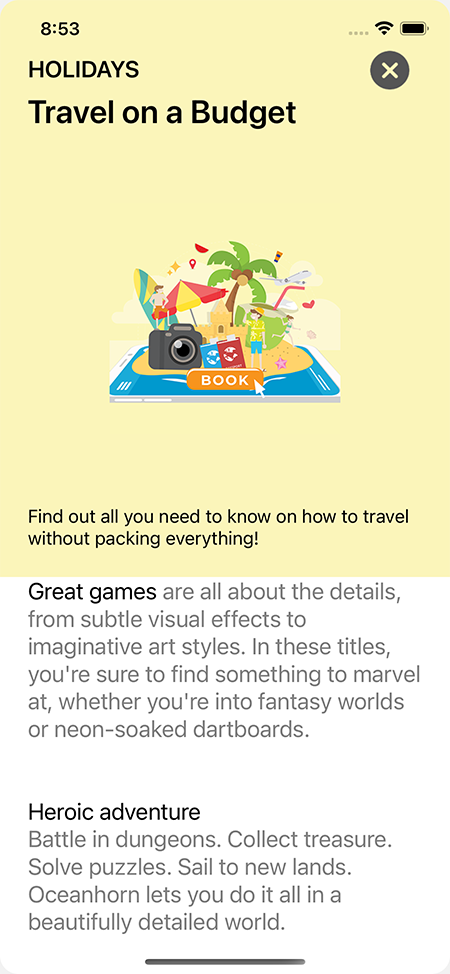 8:53
HOLIDAYS
Travel on a Budget
BOOK
Find out all you need to know on how to travel
without packing everything!
Great games are all about the details,
from subtle visual effects to
imaginative art styles. In these titles,
you're sure to find something to marvel
at, whether you're into fantasy worlds
or neon-soaked dartboards.
Heroic adventure
Battle in dungeons. Collect treasure.
Solve puzzles. Sail to new lands.
Oceanhorn lets you do it all in a
beautifully detailed world.